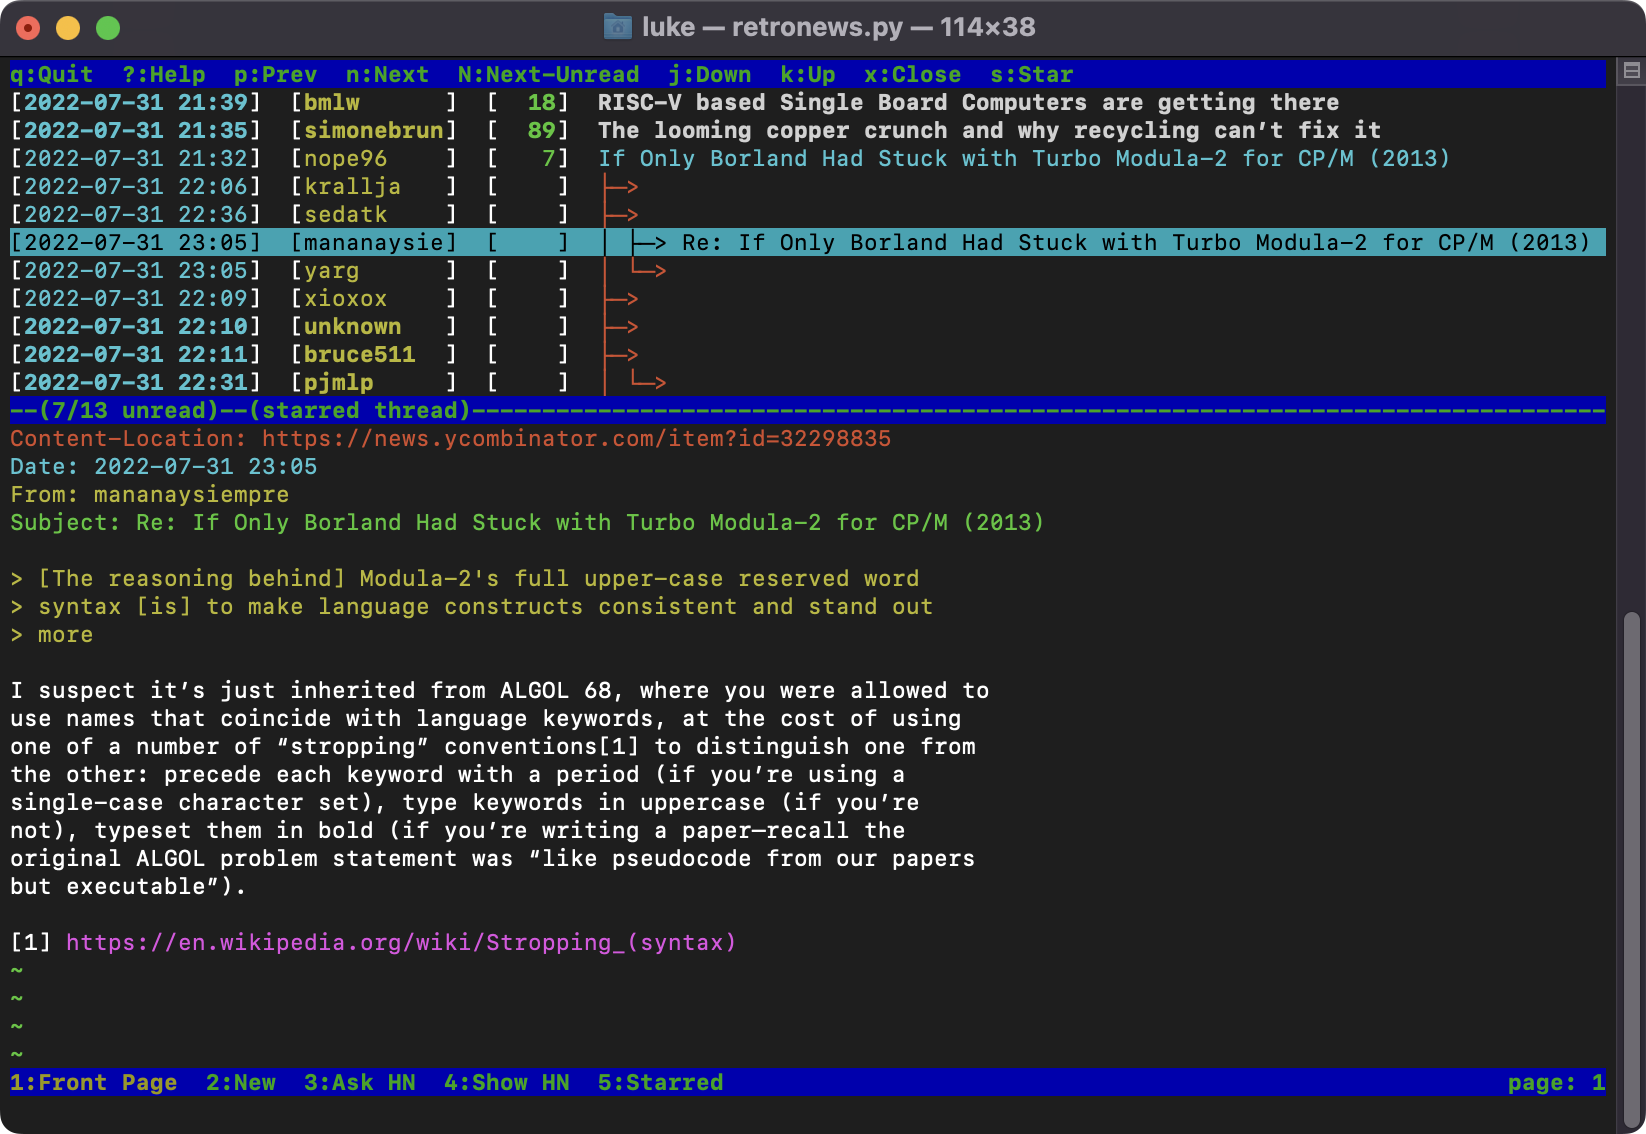 luke — retronews.py — 114×38
q:Quit  ?:Help  p:Prev  n:Next  N:Next-Unread  j:Down  k:Up  x:Close  s:Star
[2022-07-31 21:39]  [bmlw      ]  [  18]  RISC-V based Single Board Computers are getting there
[2022-07-31 21:35]  [simonebrun]  [  89]  The looming copper crunch and why recycling can’t fix it
[2022-07-31 21:32]  [nope96    ]  [   7]  If Only Borland Had Stuck with Turbo Modula-2 for CP/M (2013)
[2022-07-31 22:06]  [krallja   ]  [    ]  ├─>
[2022-07-31 22:36]  [sedatk    ]  [    ]  ├─>
[2022-07-31 23:05]  [mananaysie]  [    ]  │ ├─> Re: If Only Borland Had Stuck with Turbo Modula-2 for CP/M (2013)
[2022-07-31 23:05]  [yarg      ]  [    ]  │ └─>
[2022-07-31 22:09]  [xioxox    ]  [    ]  ├─>
[2022-07-31 22:10]  [unknown   ]  [    ]  ├─>
[2022-07-31 22:11]  [bruce511  ]  [    ]  ├─>
[2022-07-31 22:31]  [pjmlp     ]  [    ]  │ └─>
--(7/13 unread)--(starred thread)---------------------------------------------------------------------------------
Content-Location: https://news.ycombinator.com/item?id=32298835
Date: 2022-07-31 23:05
From: mananaysiempre
Subject: Re: If Only Borland Had Stuck with Turbo Modula-2 for CP/M (2013)
> [The reasoning behind] Modula-2's full upper-case reserved word
> syntax [is] to make language constructs consistent and stand out
> more
I suspect it’s just inherited from ALGOL 68, where you were allowed to
use names that coincide with language keywords, at the cost of using
one of a number of “stropping” conventions[1] to distinguish one from
the other: precede each keyword with a period (if you’re using a
single-case character set), type keywords in uppercase (if you’re
not), typeset them in bold (if you’re writing a paper—recall the
original ALGOL problem statement was “like pseudocode from our papers
but executable”).
[1] https://en.wikipedia.org/wiki/Stropping_(syntax)
~
~
~
~
1:Front Page  2:New  3:Ask HN  4:Show HN  5:Starred  page: 1